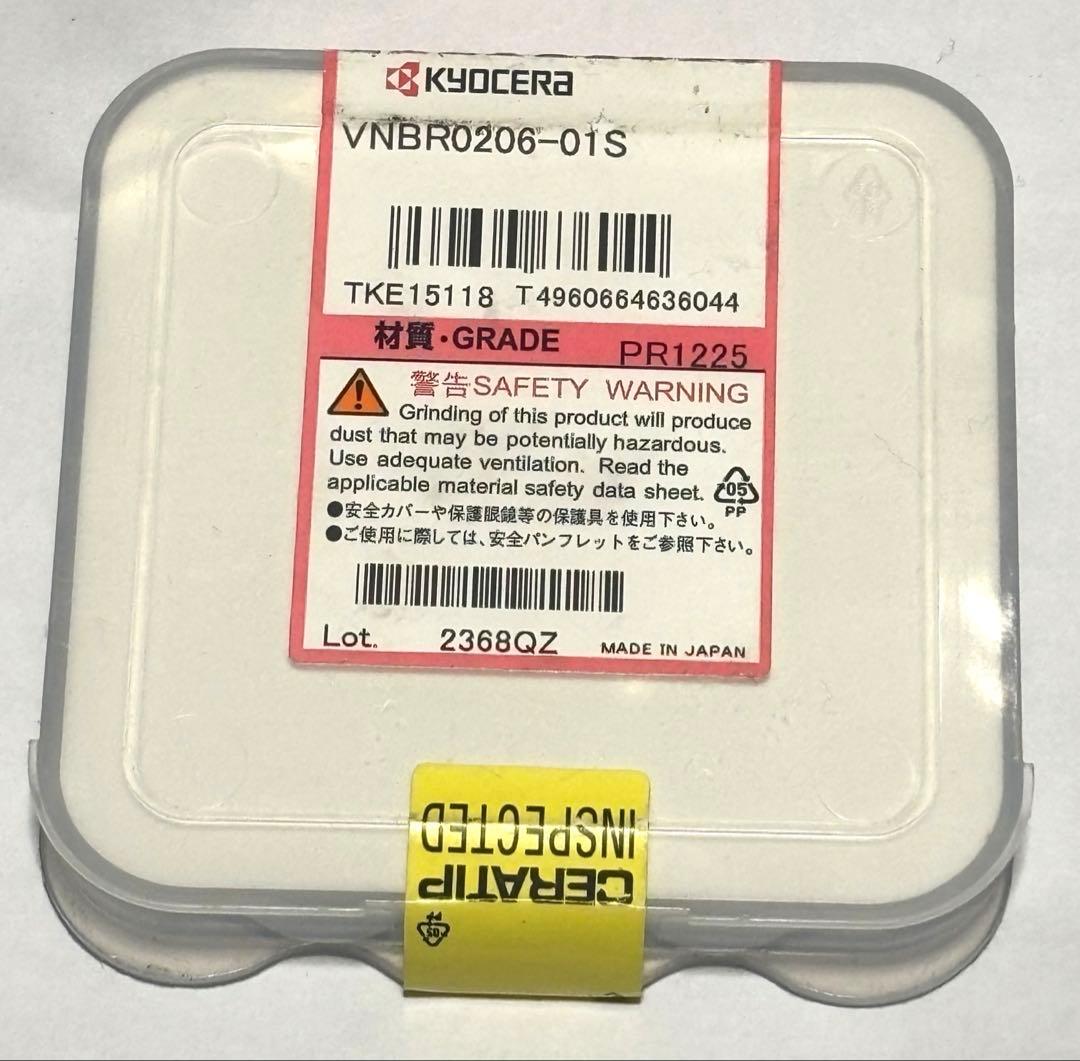 KYOCERA
VNBR0206-01S
TKE15118 T4960664636044
材質・GRADE PR1225
警告SAFETY WARNING
Grinding of this product will produce
dust that may be potentially hazardous.
Use adequate ventilation. Read the
applicable material safety data sheet.
05
PP
●安全カバーや保護眼鏡等の保護具を使用下さい。
●ご使用に際しては、安全パンフレットをご参照下さい。
Lot. 2368QZ MADE IN JAPAN
CERATIP
INSPECTED
05
PP